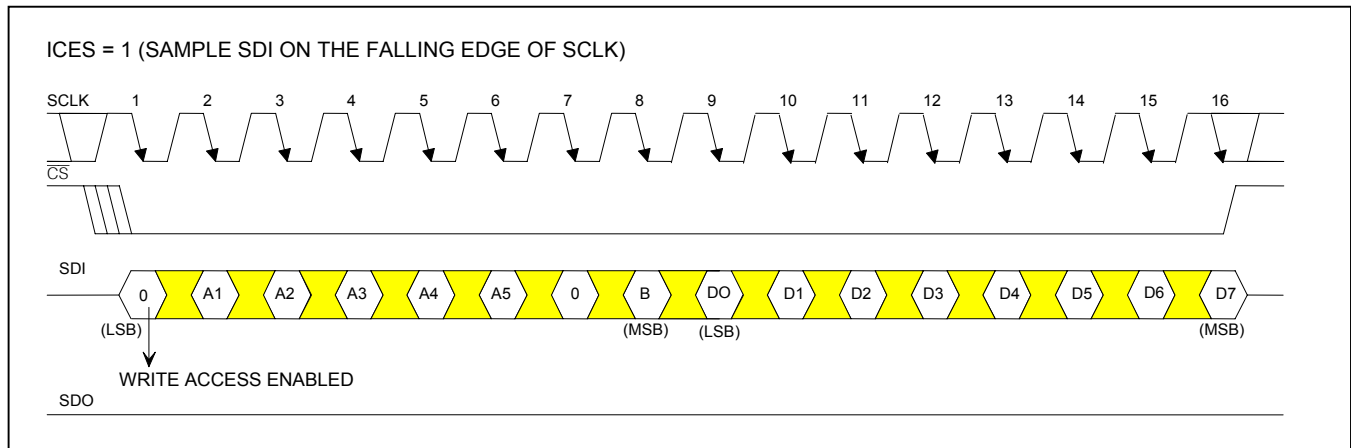 ICES = 1 (SAMPLE SDI ON THE FALLING EDGE OF SCLK)
SCLK 1 2 3 4 5 6 7 8 9 10 11 12 13 14 15 16
CS
SDI
0 A1 A2 A3 A4 A5 0 B DO D1 D2 D3 D4 D5 D6 D7
(LSB) (MSB) (LSB) (MSB)
WRITE ACCESS ENABLED
SDO